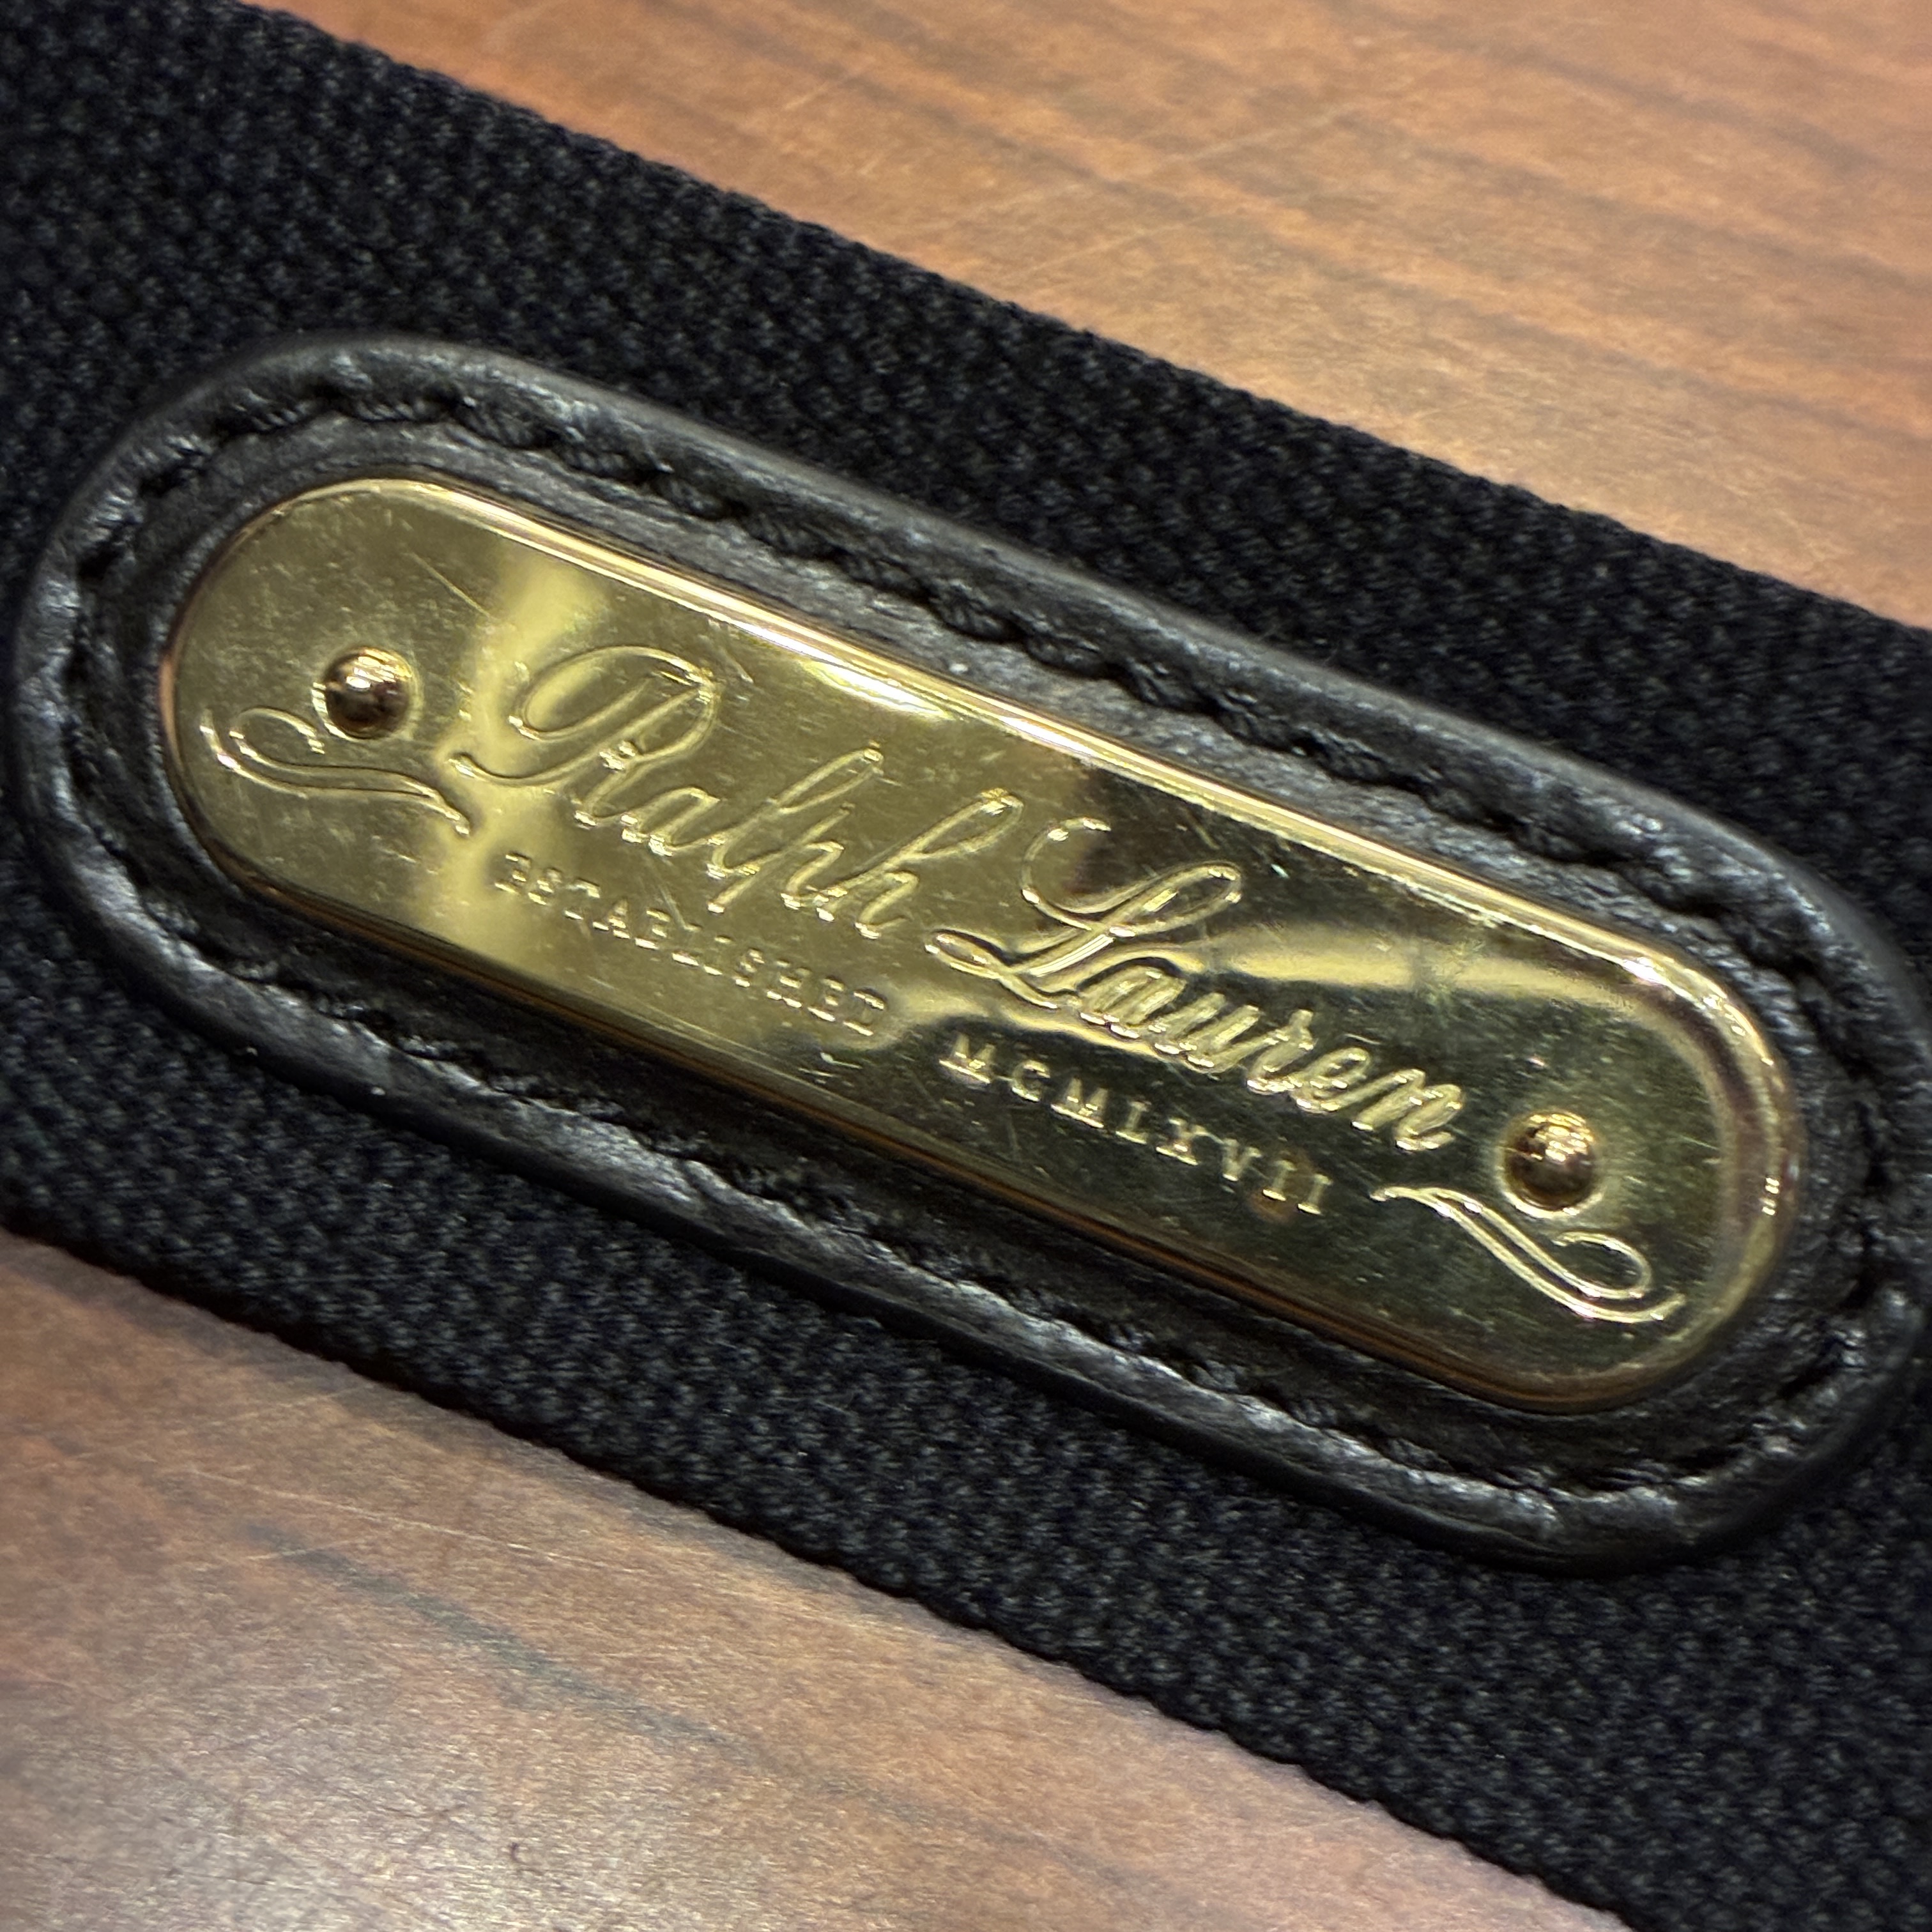 Ralph Lauren
ESTABLISHED MCMLXVII